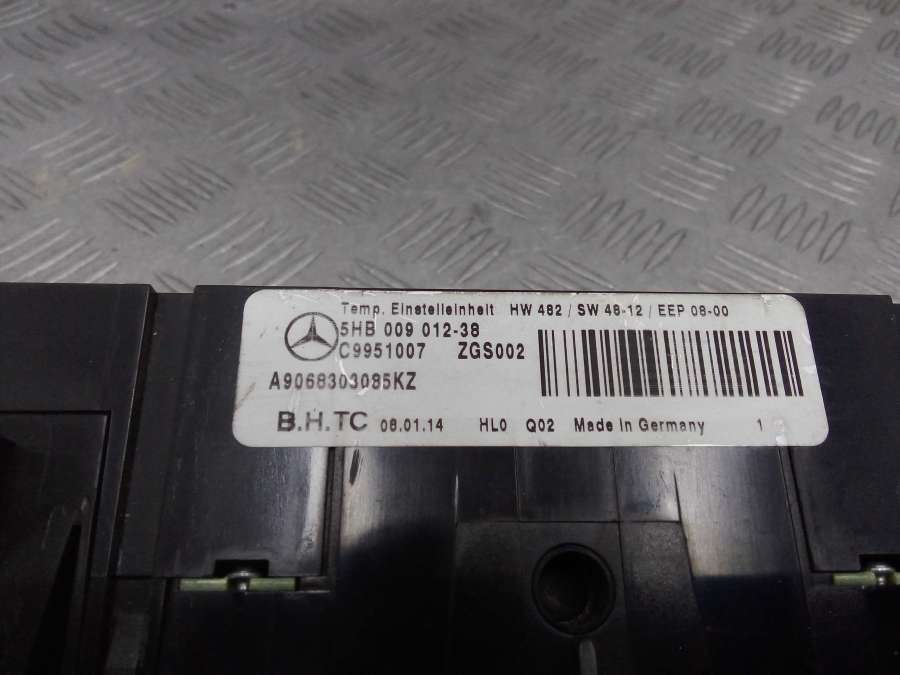 Temp. Einstelleinheit HW 482 / SW 48-12 / EEP 08-00
5HB 009 012-38
C9951007 ZGS002
A9068303085KZ
B.H.TC 08.01.14 HL0 Q02 Made in Germany 1